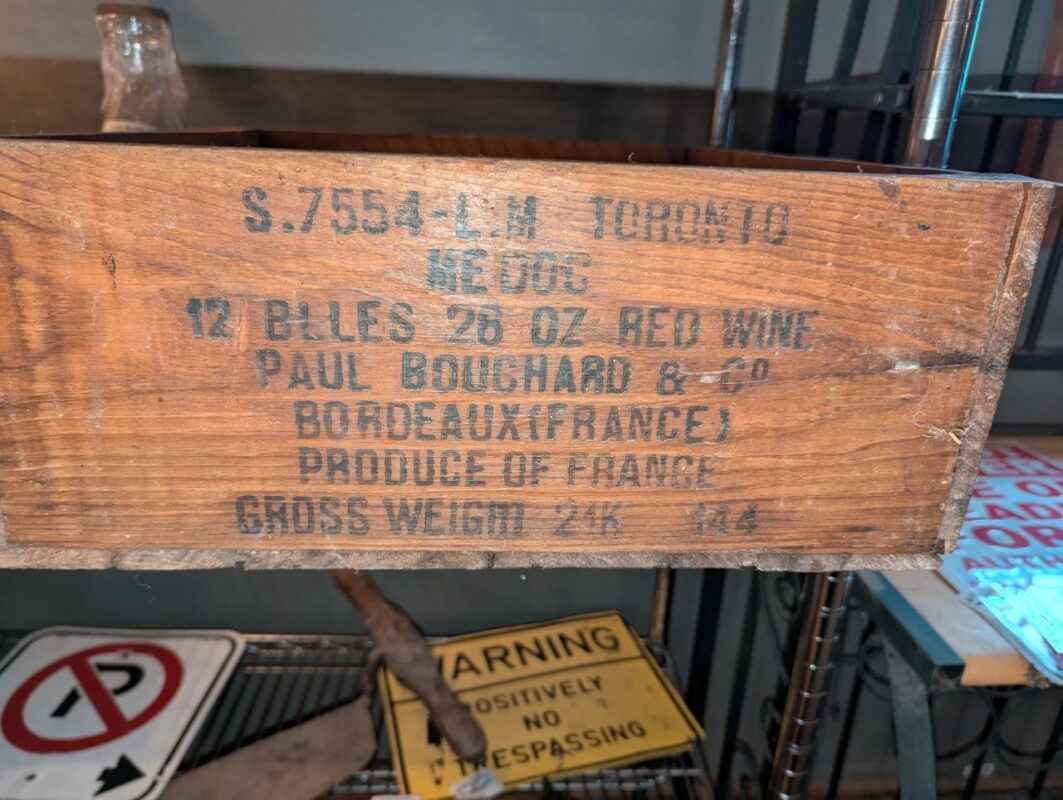 S.7554-L.M TORONTO
MEDOC
12 BLLES 26 OZ RED WINE
PAUL BOUCHARD & Cº
BORDEAUX (FRANCE)
PRODUCE OF FRANCE
GROSS WEIGHT 24K 144
P
WARNING
POSITIVELY
NO
TRESPASSING